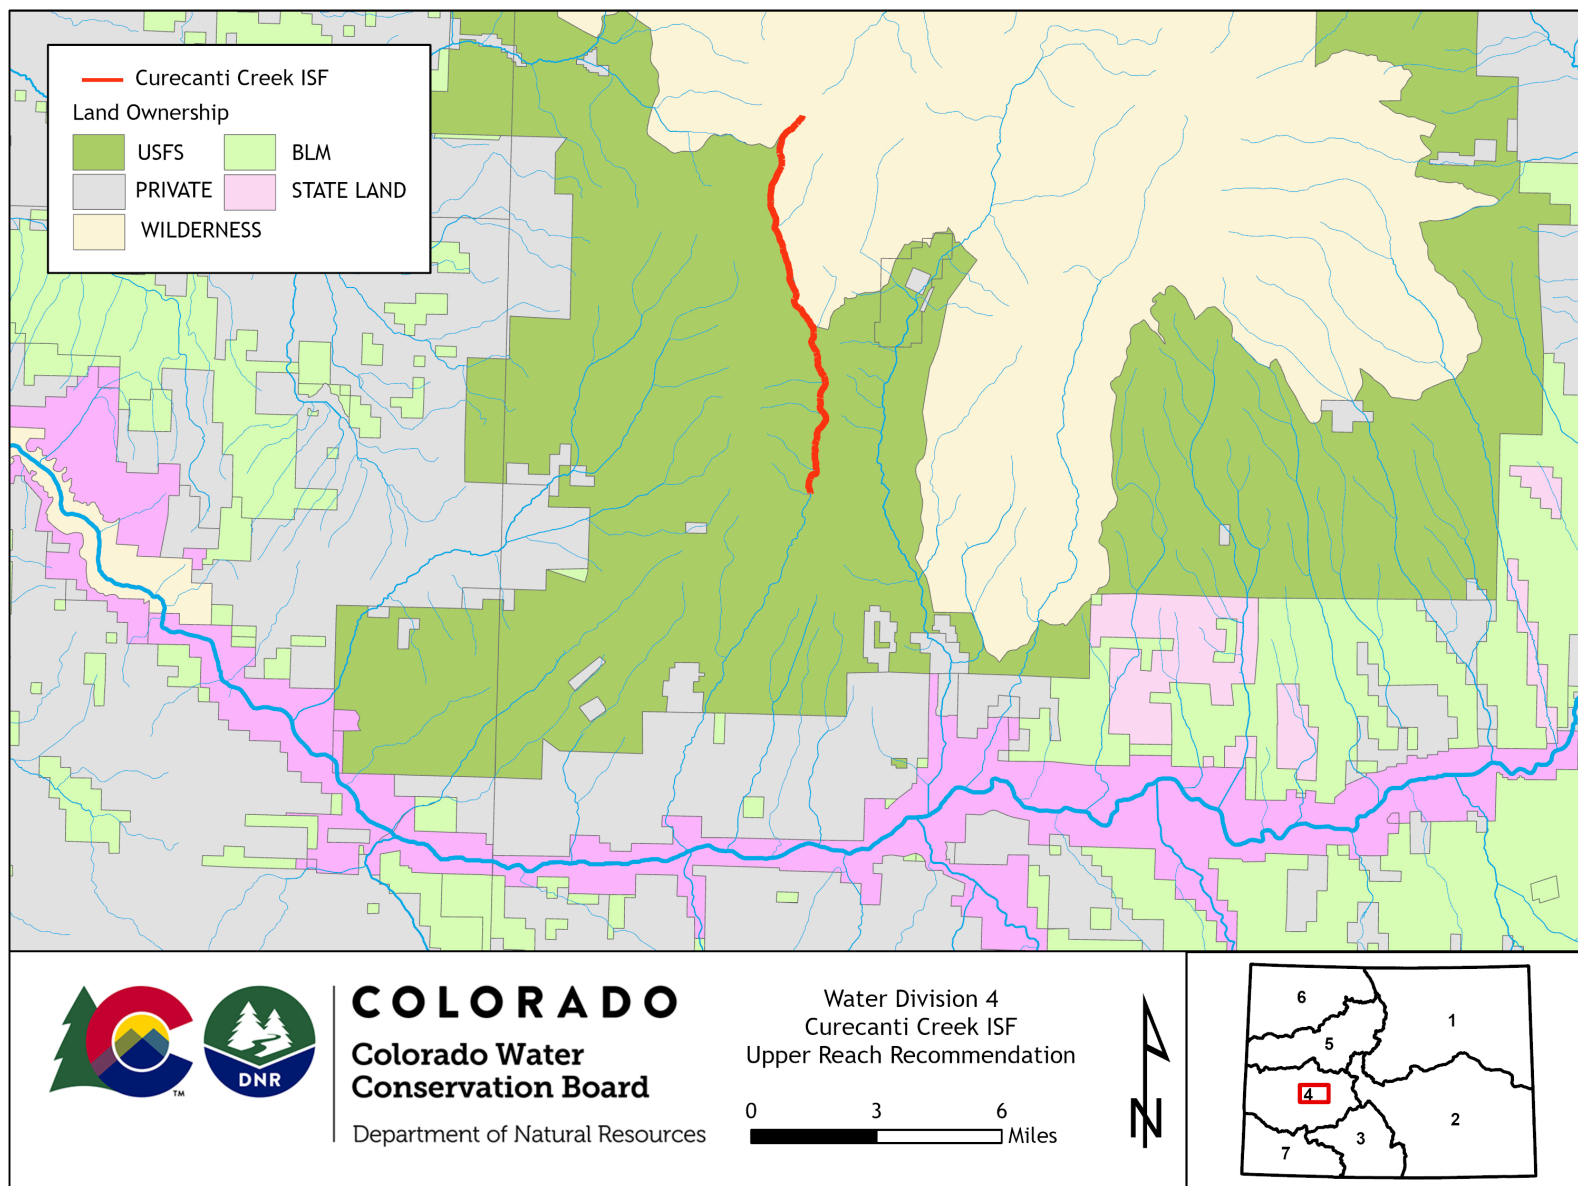 Curecanti Creek ISF
Land Ownership
USFS
BLM
PRIVATE
STATE LAND
WILDERNESS
COLORADO
Colorado Water
Conservation Board
Department of Natural Resources
TM
DNR
Water Division 4
Curecanti Creek ISF
Upper Reach Recommendation
0 3 6
Miles
N
6
1
5
4
2
3
7